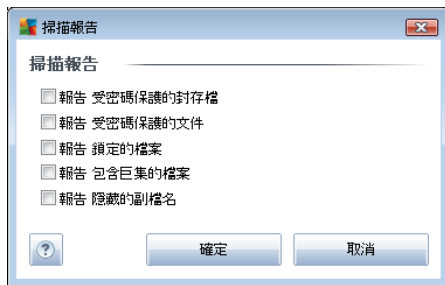 掃描報告
掃描報告
報告 受密碼保護的封存檔
報告 受密碼保護的文件
報告 鎖定的檔案
報告 包含巨集的檔案
報告 隱藏的副檔名
?
確定
取消